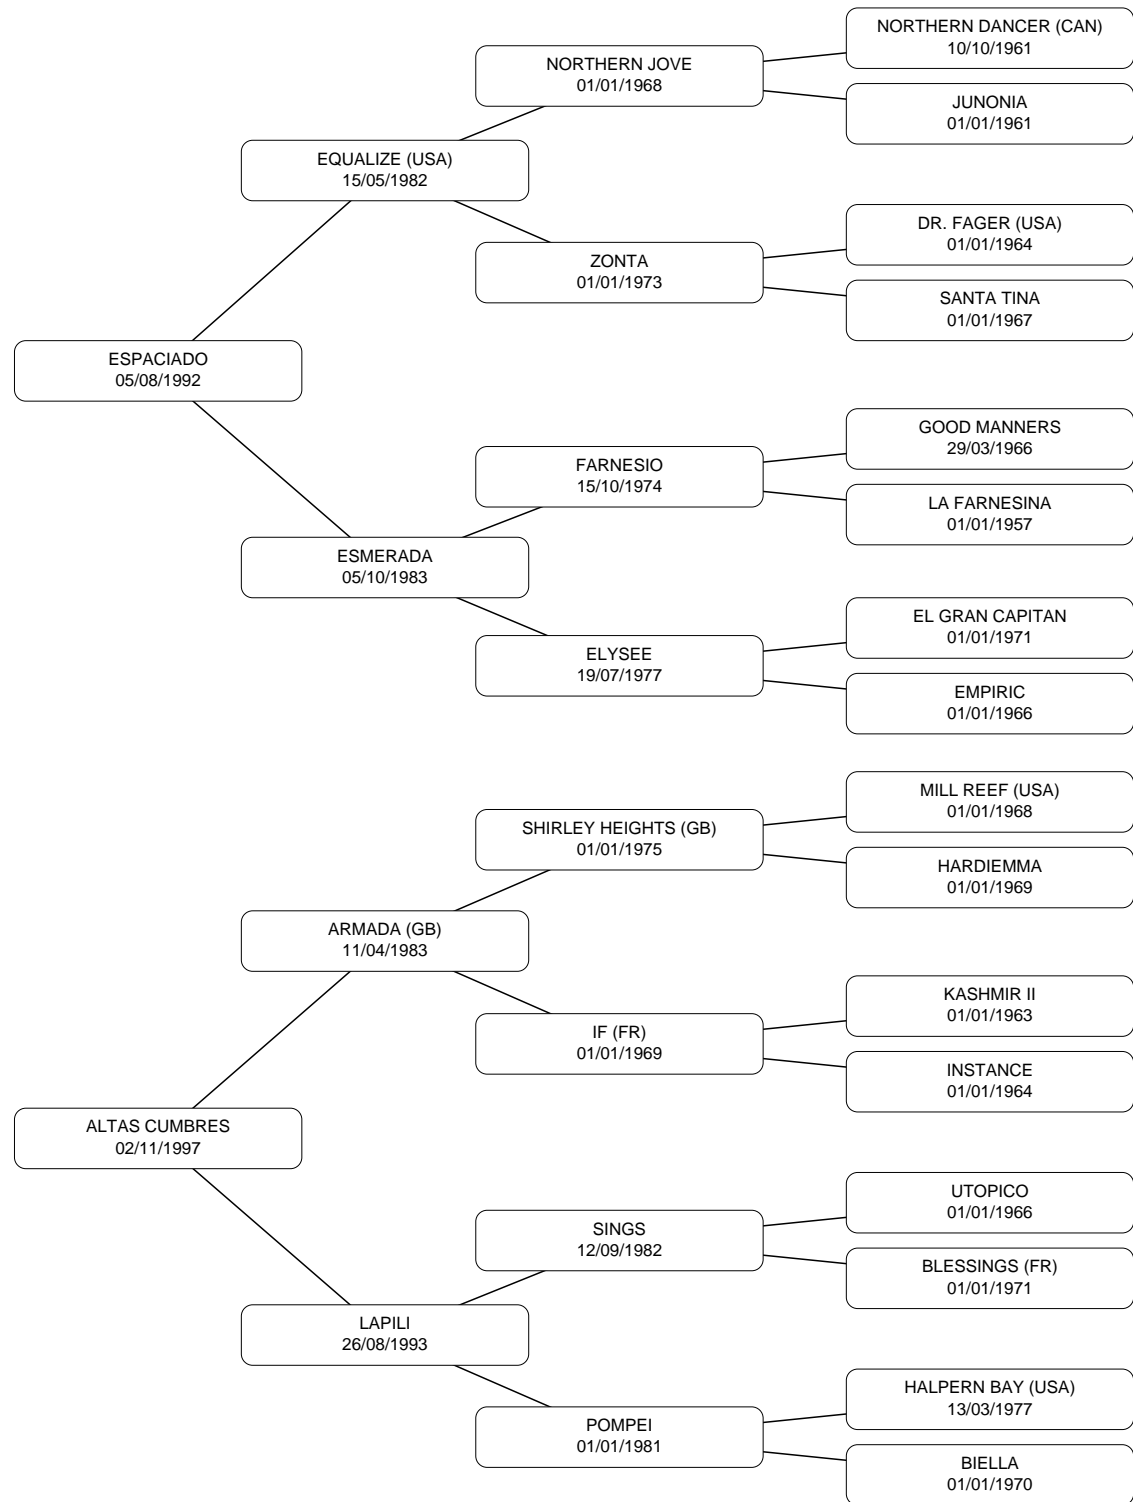 NORTHERN DANCER (CAN)
10/10/1961
NORTHERN JOVE
01/01/1968
JUNONIA
01/01/1961
EQUALIZE (USA)
15/05/1982
DR. FAGER (USA)
01/01/1964
ZONTA
01/01/1973
SANTA TINA
01/01/1967
ESPACIADO
05/08/1992
GOOD MANNERS
29/03/1966
FARNESIO
15/10/1974
LA FARNESINA
01/01/1957
ESMERADA
05/10/1983
EL GRAN CAPITAN
01/01/1971
ELYSEE
19/07/1977
EMPIRIC
01/01/1966
MILL REEF (USA)
01/01/1968
SHIRLEY HEIGHTS (GB)
01/01/1975
HARDIEMMA
01/01/1969
ARMADA (GB)
11/04/1983
KASHMIR II
01/01/1963
IF (FR)
01/01/1969
INSTANCE
01/01/1964
ALTAS CUMBRES
02/11/1997
UTOPICO
01/01/1966
SINGS
12/09/1982
BLESSINGS (FR)
01/01/1971
LAPILI
26/08/1993
HALPERN BAY (USA)
13/03/1977
POMPEI
01/01/1981
BIELLA
01/01/1970